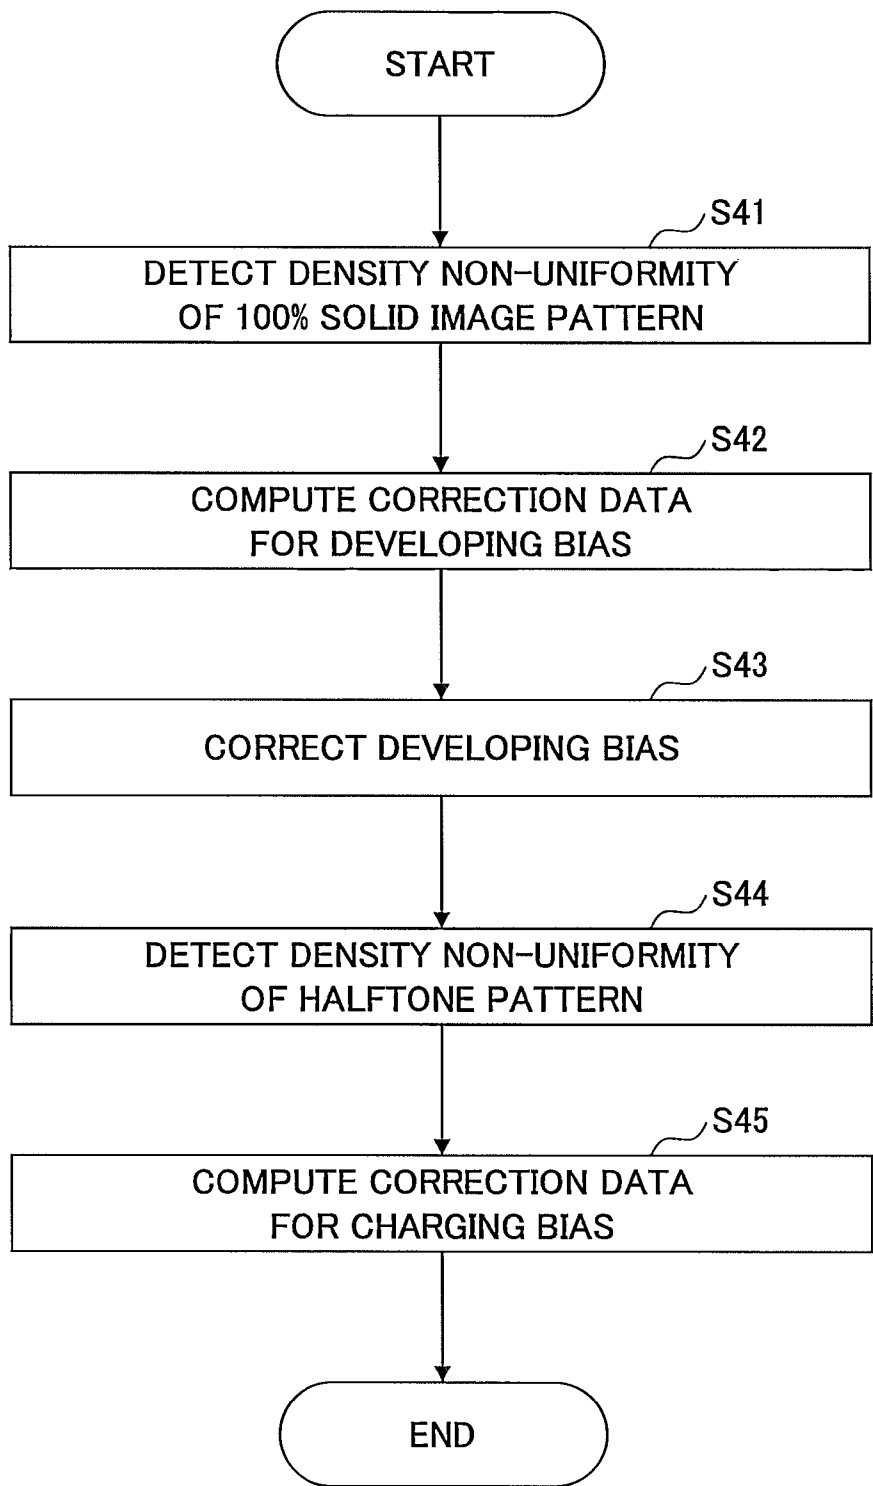 START
S41
DETECT DENSITY NON-UNIFORMITY
OF 100% SOLID IMAGE PATTERN
S42
COMPUTE CORRECTION DATA
FOR DEVELOPING BIAS
S43
CORRECT DEVELOPING BIAS
S44
DETECT DENSITY NON-UNIFORMITY
OF HALFTONE PATTERN
S45
COMPUTE CORRECTION DATA
FOR CHARGING BIAS
END